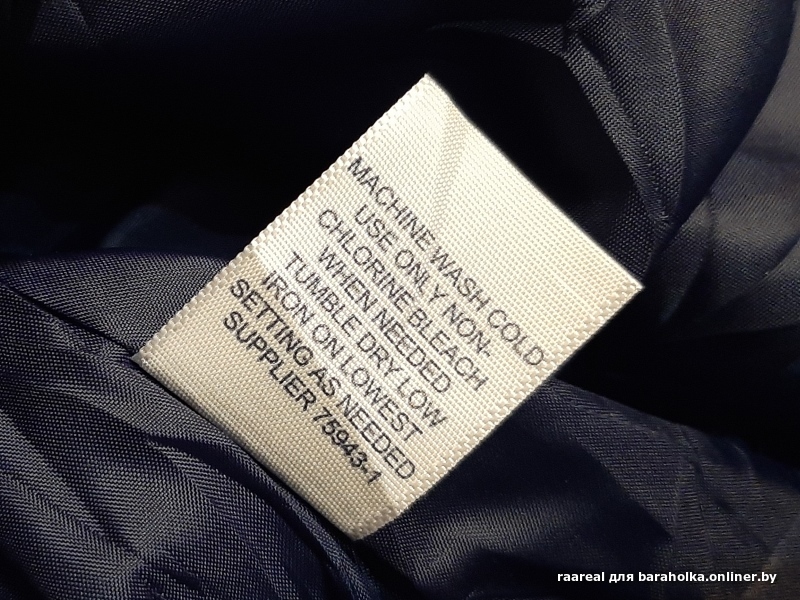 MACHINE WASH COLD
USE ONLY NON-
CHLORINE BLEACH
WHEN NEEDED
TUMBLE DRY LOW
IRON ON LOWEST
SETTING AS NEEDED
SUPPLIER 75943-1
raareal для baraholka.onliner.by